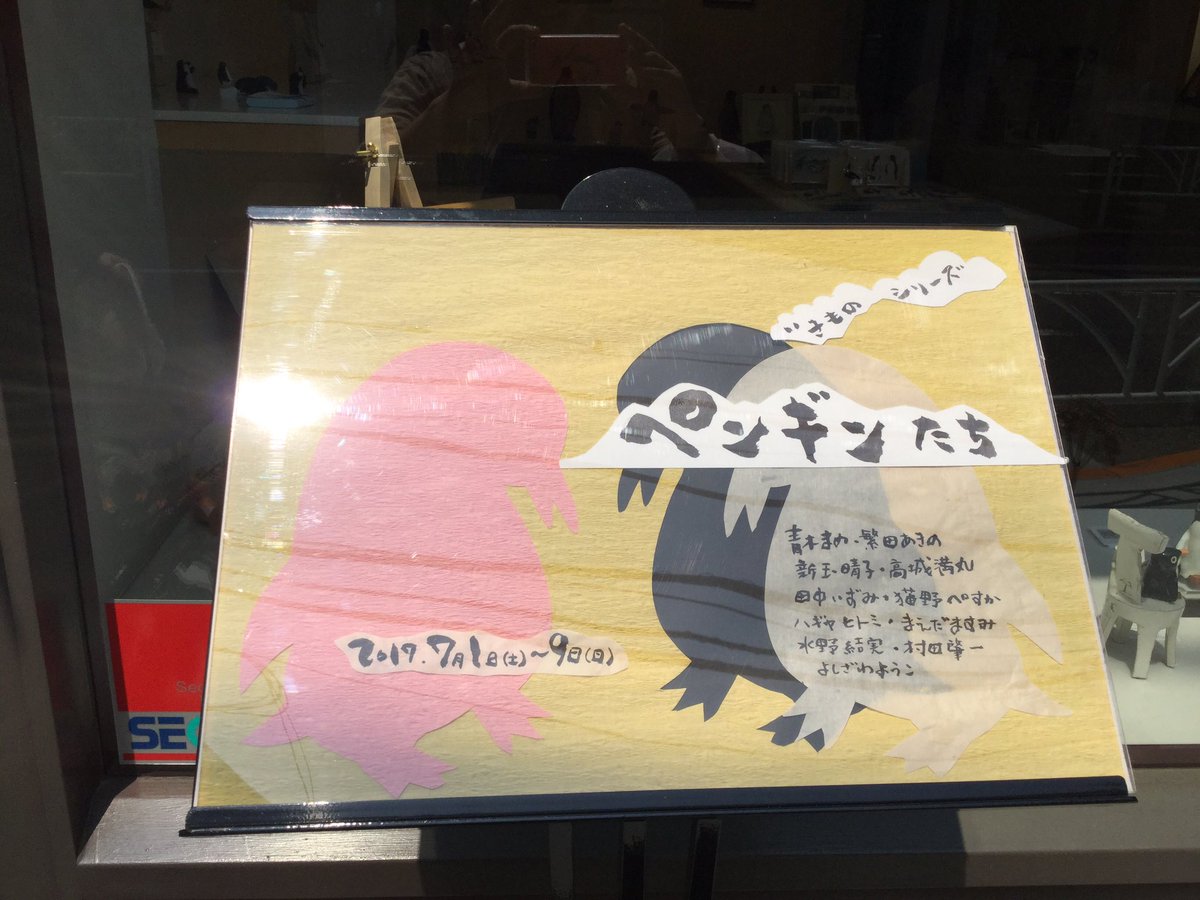 いきもの シリーズ
ペンギンたち
青木まみ・繁田あきの
新玉晴子・高城満丸
田中いずみ・猫野ぺすか
ハギヤヒトミ・まえだますみ
水野結実・村田肇一
よしざわようこ
2017.7月1日(土)〜9日(日)